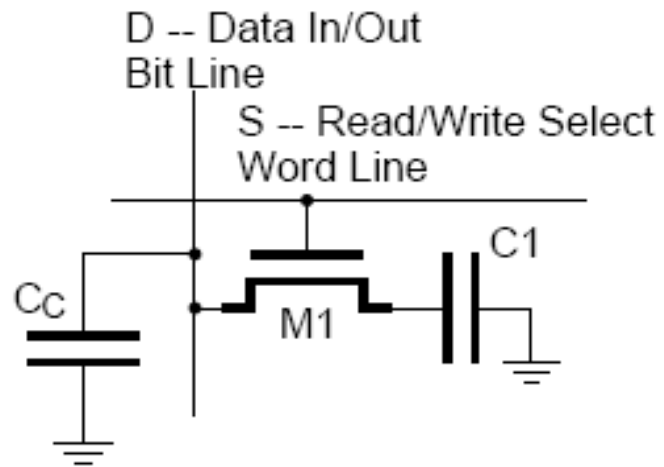 D -- Data In/Out
Bit Line
S -- Read/Write Select
Word Line
C1
CC
M1